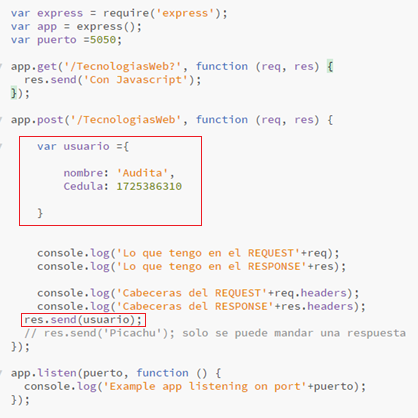 var express = require('express');
var app = express();
var puerto =5050;
app.get('/TecnologiasWeb?', function (req, res) {
res.send('Con Javascript');
});
app.post('/TecnologiasWeb', function (req, res) {
var usuario ={
nombre: 'Audita',
Cedula: 1725386310
}
console.log('Lo que tengo en el REQUEST'+req);
console.log('Lo que tengo en el RESPONSE'+res);
console.log('Cabeceras del REQUEST'+req.headers);
console.log('Cabeceras del RESPONSE'+res.headers);
res.send(usuario);
// res.send('Picachu'); solo se puede mandar una respuesta
});
app.listen(puerto, function () {
console.log('Example app listening on port'+puerto);
});